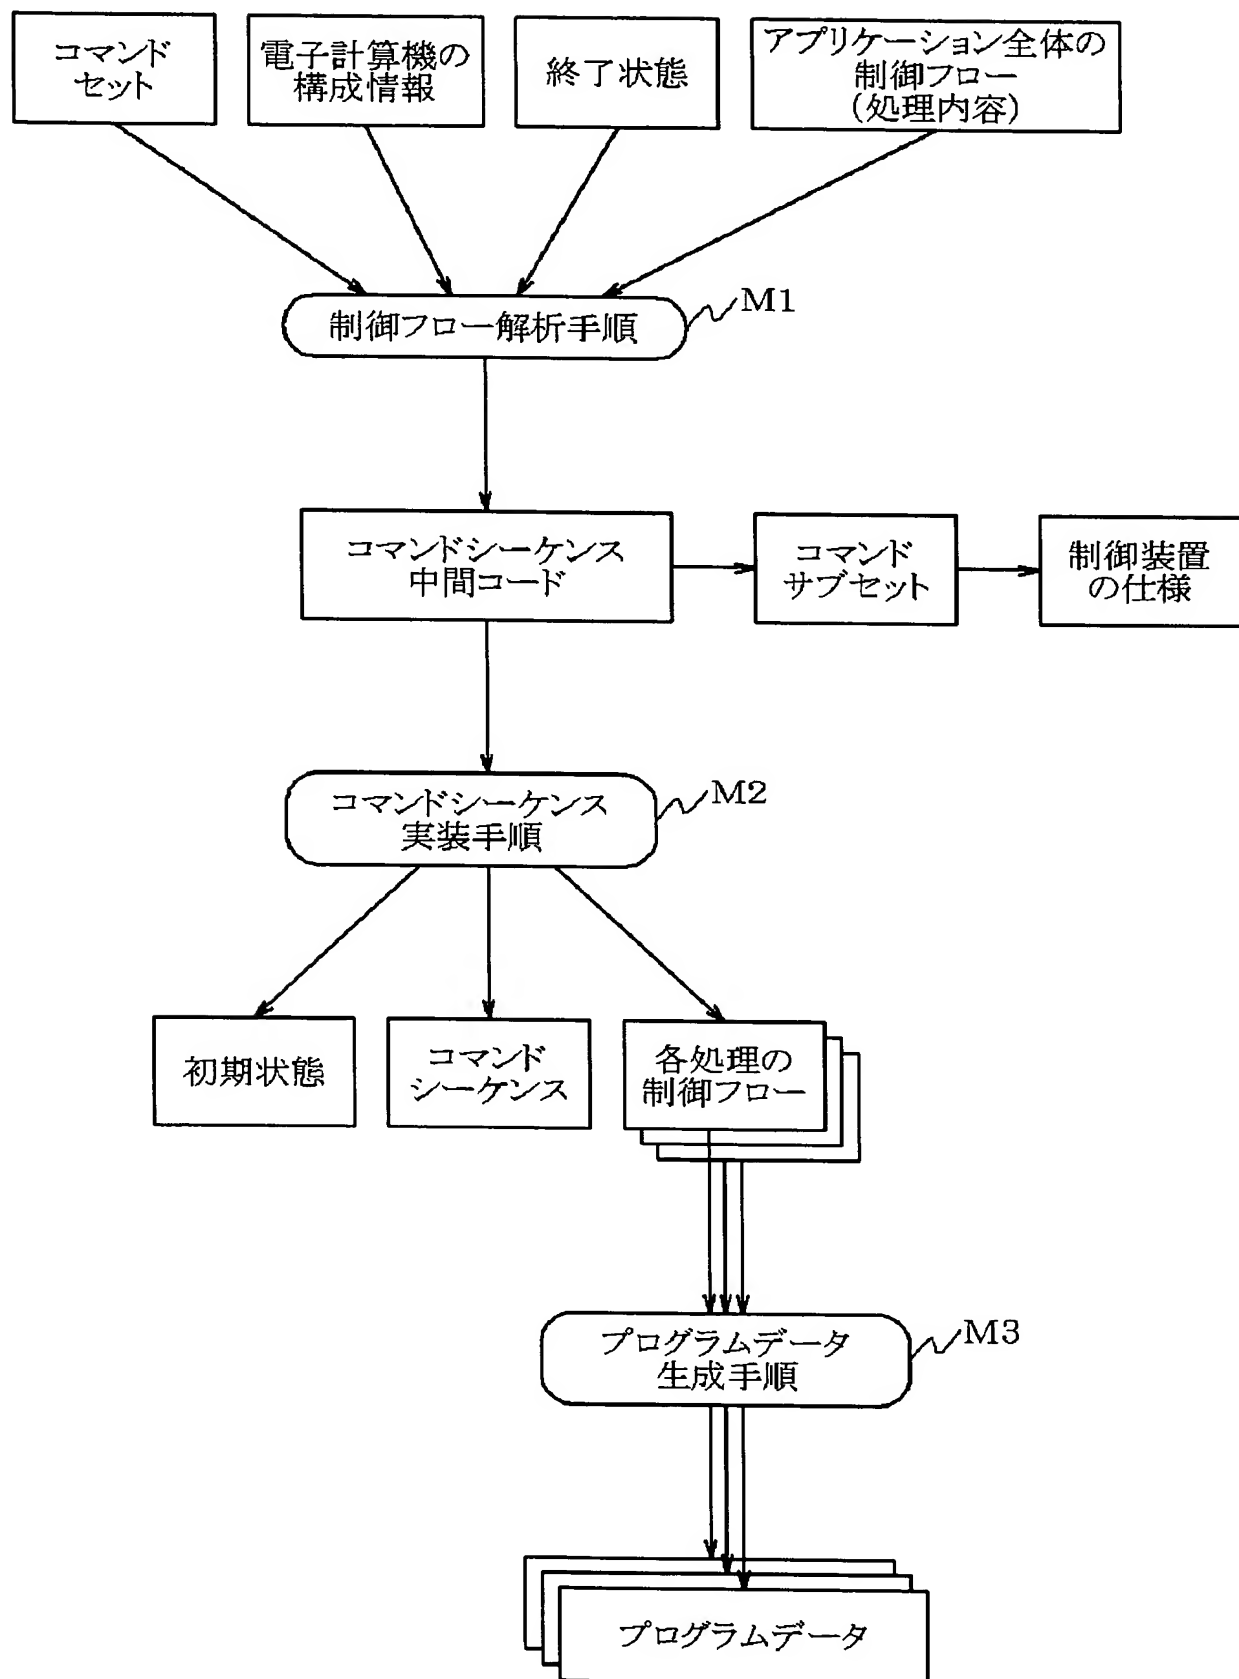 コマンド
セット
電子計算機の
構成情報
終了状態
アプリケーション全体の
制御フロー
(処理内容)
制御フロー解析手順
M1
コマンドシーケンス
中間コード
コマンド
サブセット
制御装置
の仕様
コマンドシーケンス
実装手順
M2
初期状態
コマンド
シーケンス
各処理の
制御フロー
プログラムデータ
生成手順
M3
プログラムデータ